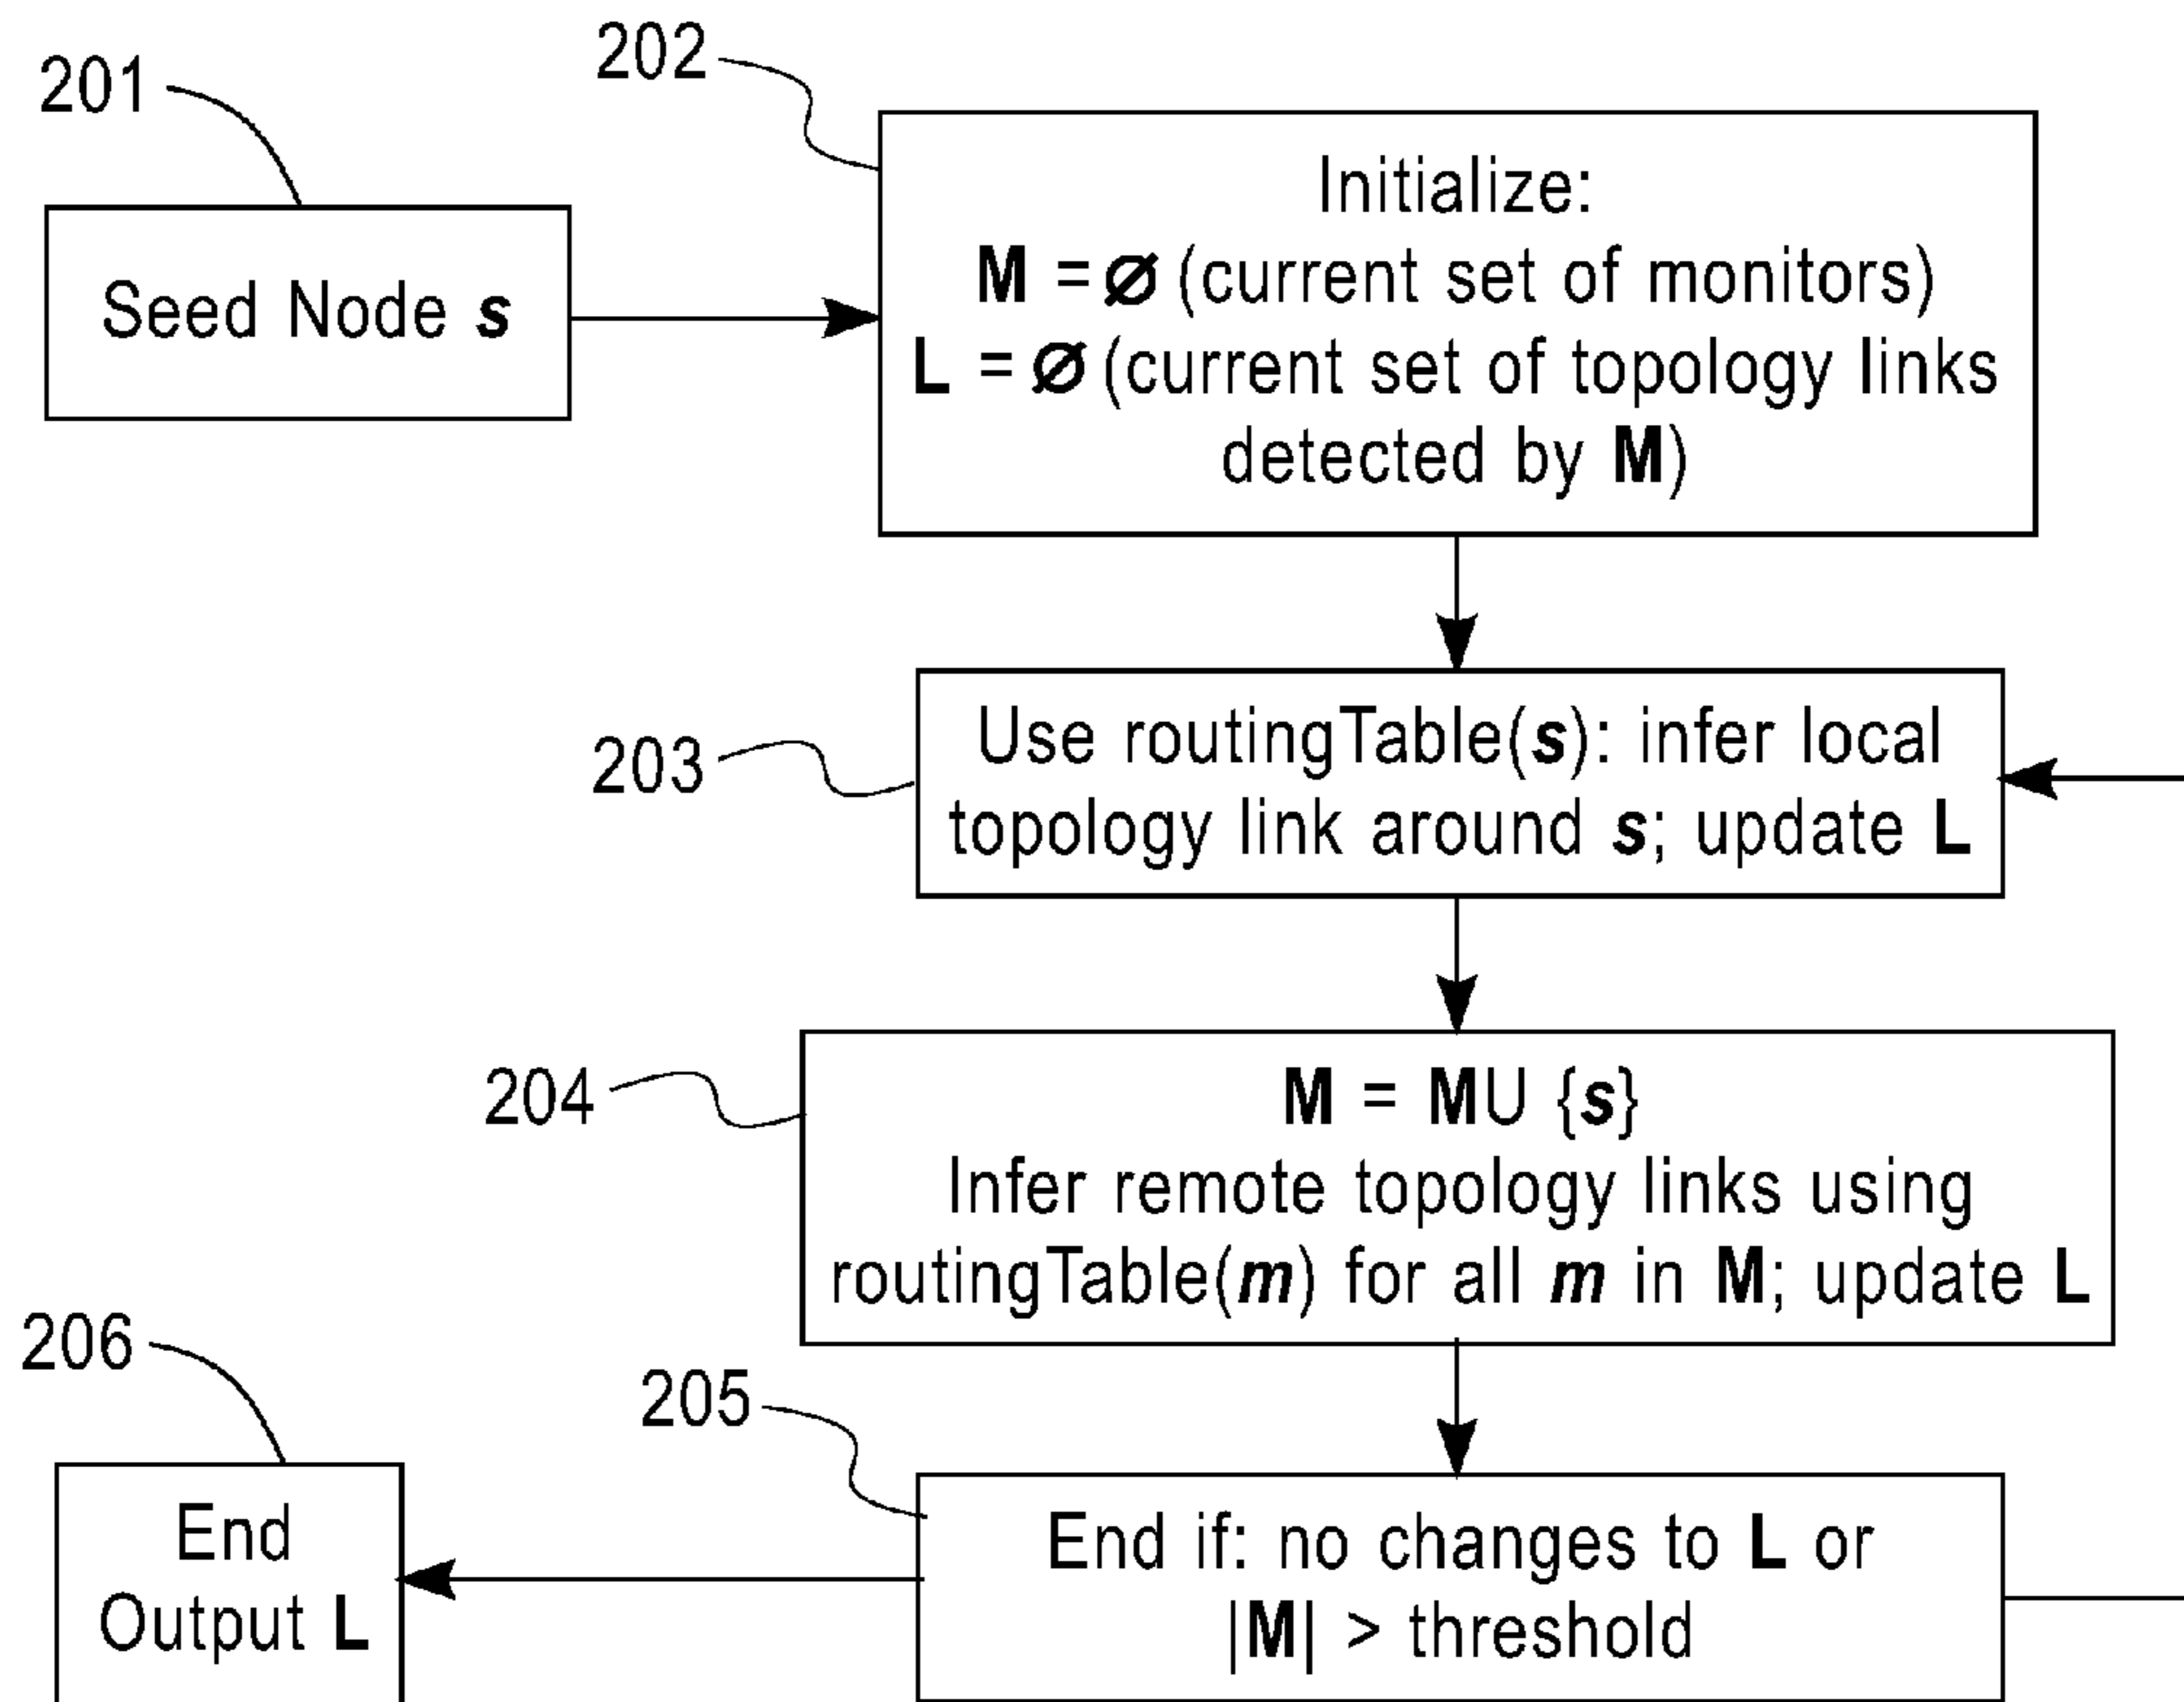 201
202
Seed Node s
Initialize:
M = ∅ (current set of monitors)
L = ∅ (current set of topology links
detected by M)
203
Use routingTable(s): infer local
topology link around s; update L
204
M = MU {s}
Infer remote topology links using
routingTable(m) for all m in M; update L
206
205
End
Output L
End if: no changes to L or
|M| > threshold